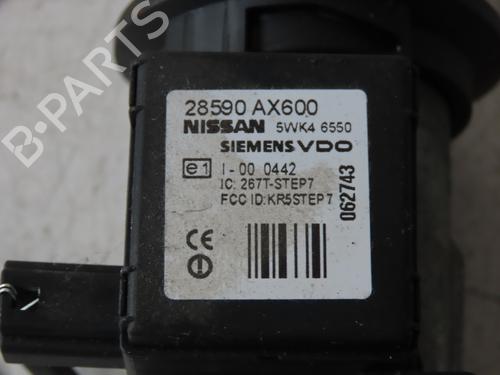 28590 AX600
NISSAN 5WK4 6550
SIEMENS VDO
e1 I-00 0442
IC: 267T-STEP7
FCC ID:KR5STEP7
062743
CE
B-PARTS